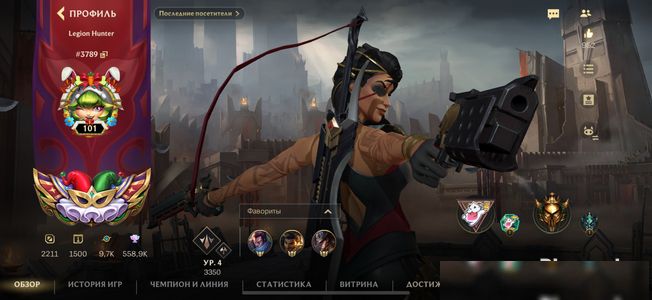 ПРОФИЛЬ
Последние посетители
Legion Hunter
#3789
101
Фавориты
2211
1500
9,7K
558,9K
УР. 4
3350
ОБЗОР
ИСТОРИЯ ИГР
ЧЕМПИОН И ЛИНИЯ
СТАТИСТИКА
ВИТРИНА